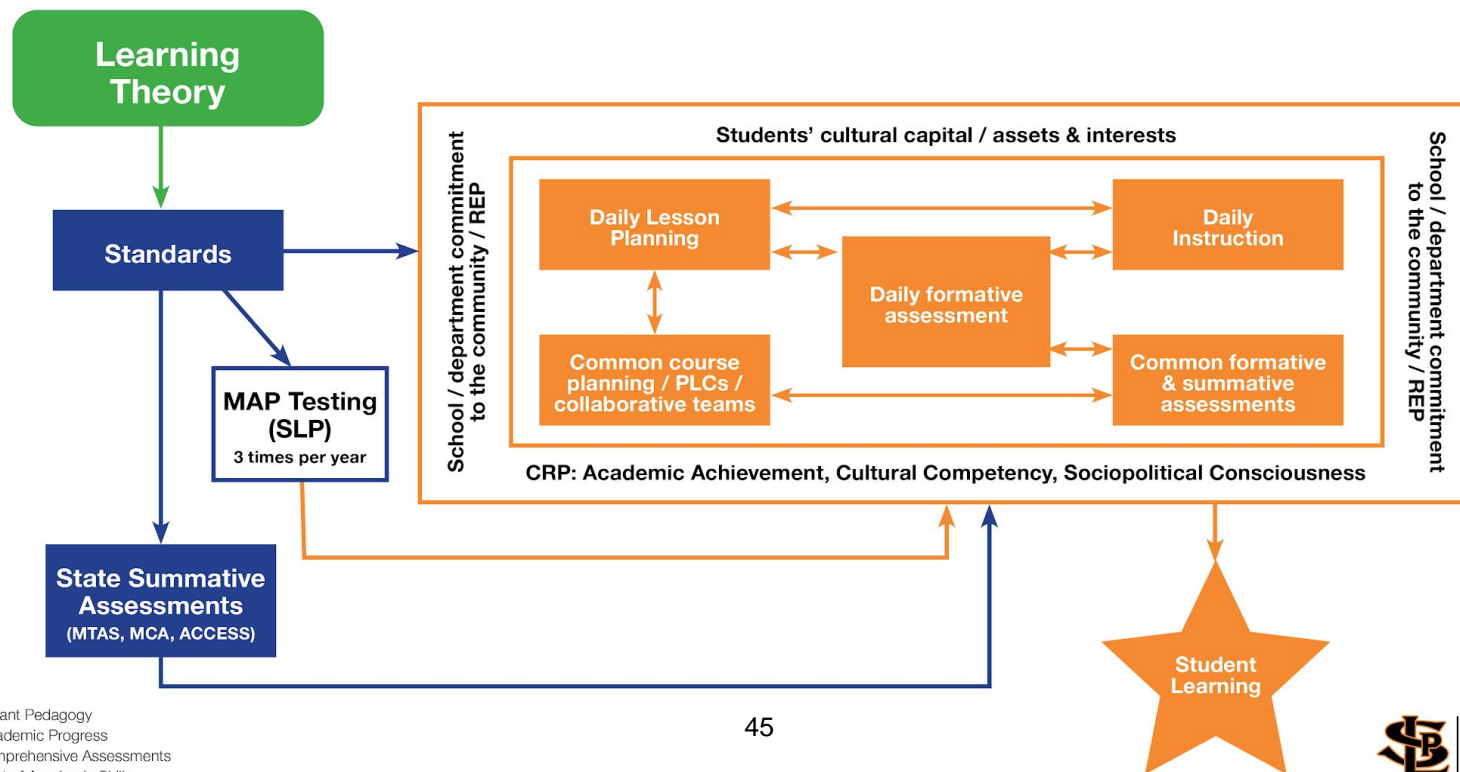 Learning
Theory
Standards
MAP Testing
(SLP)
3 times per year
State Summative
Assessments
(MTAS, MCA, ACCESS)
School / department commitment
to the community / REP
Students’ cultural capital / assets & interests
Daily Lesson
Planning
Daily
Instruction
Daily formative
assessment
Common course
planning / PLCs /
collaborative teams
Common formative
& summative
assessments
CRP: Academic Achievement, Cultural Competency, Sociopolitical Consciousness
School / department commitment
to the community / REP
Student
Learning
ant Pedagogy
ademic Progress
mprehensive Assessments
45
SLP